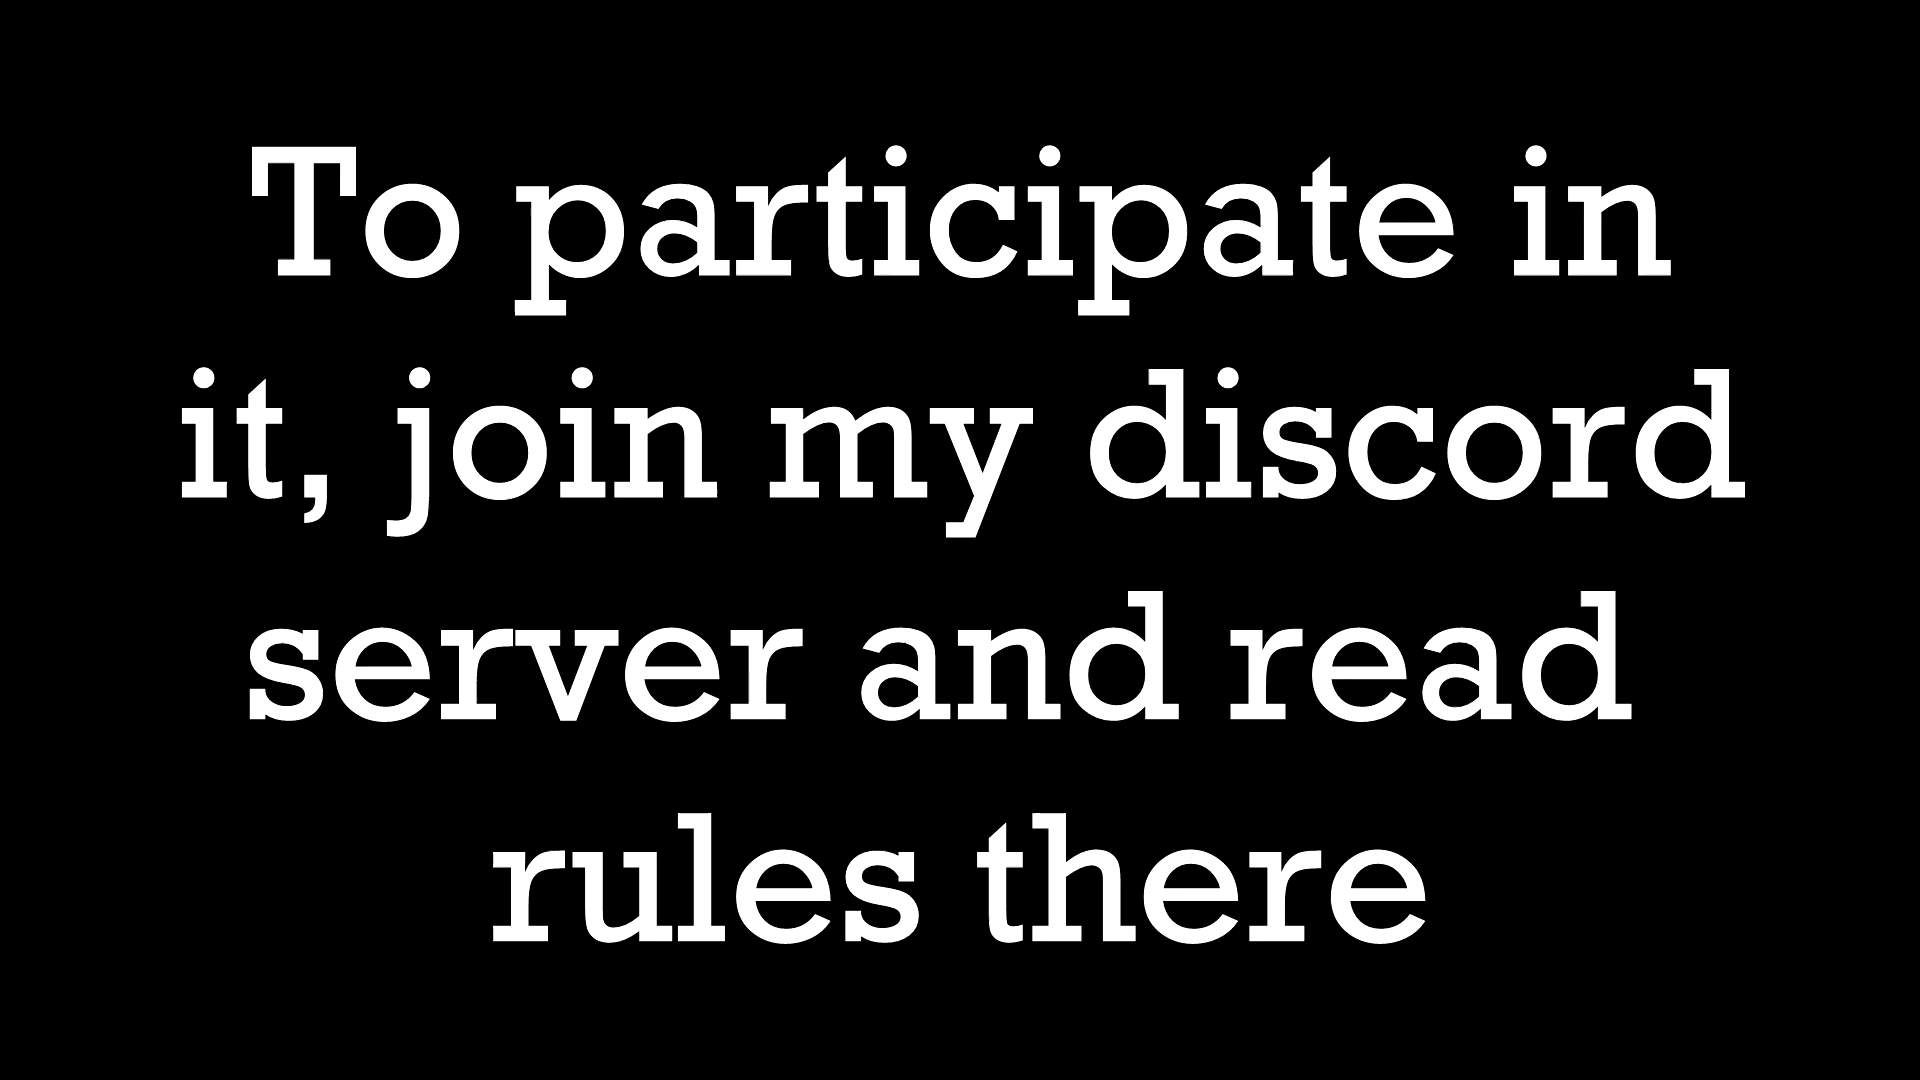 To participate in
it, join my discord
server and read
rules there